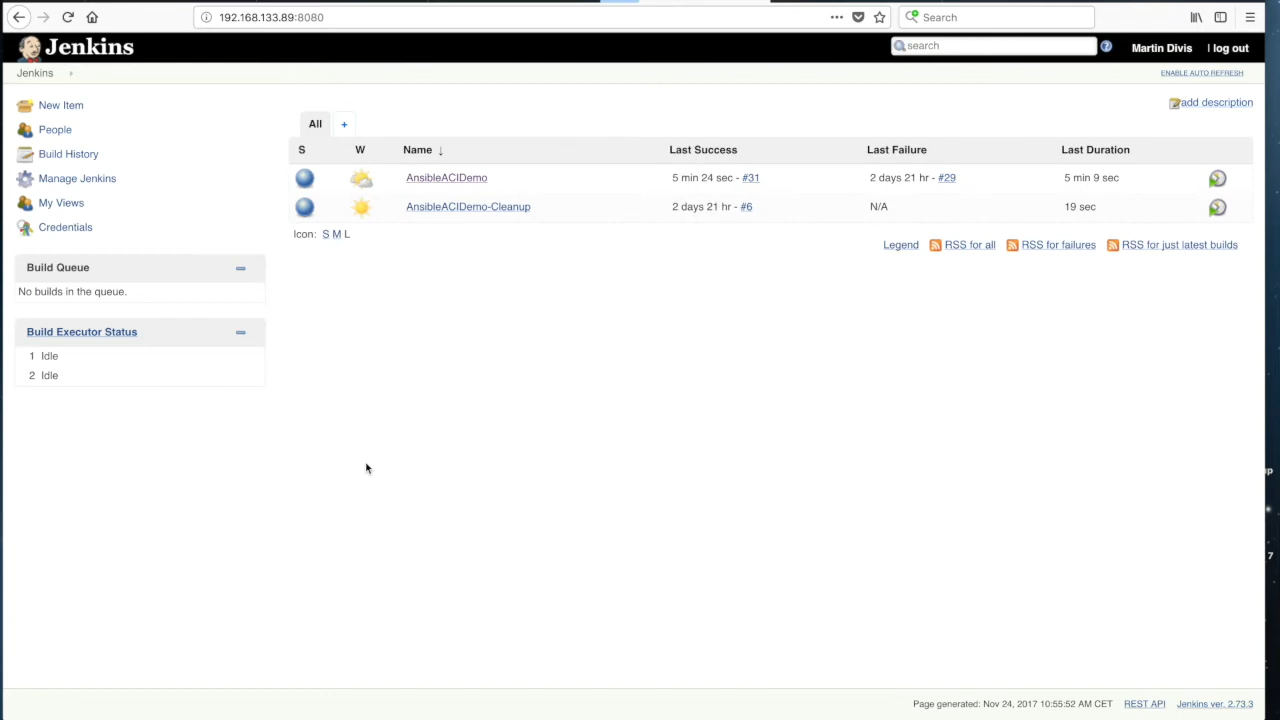 192.168.133.89:8080
Search
Jenkins
search
Martin Divis
| log out
Jenkins
ENABLE AUTO REFRESH
New Item
People
Build History
Manage Jenkins
My Views
Credentials
add description
All +
S W Name ↓ Last Success Last Failure Last Duration
AnsibleACIDemo 5 min 24 sec - #31 2 days 21 hr - #29 5 min 9 sec
AnsibleACIDemo-Cleanup 2 days 21 hr - #6 N/A 19 sec
Icon: S M L
Legend RSS for all RSS for failures RSS for just latest builds
Build Queue
No builds in the queue.
Build Executor Status
1 Idle
2 Idle
up
7
Page generated: Nov 24, 2017 10:55:52 AM CET REST API Jenkins ver. 2.73.3